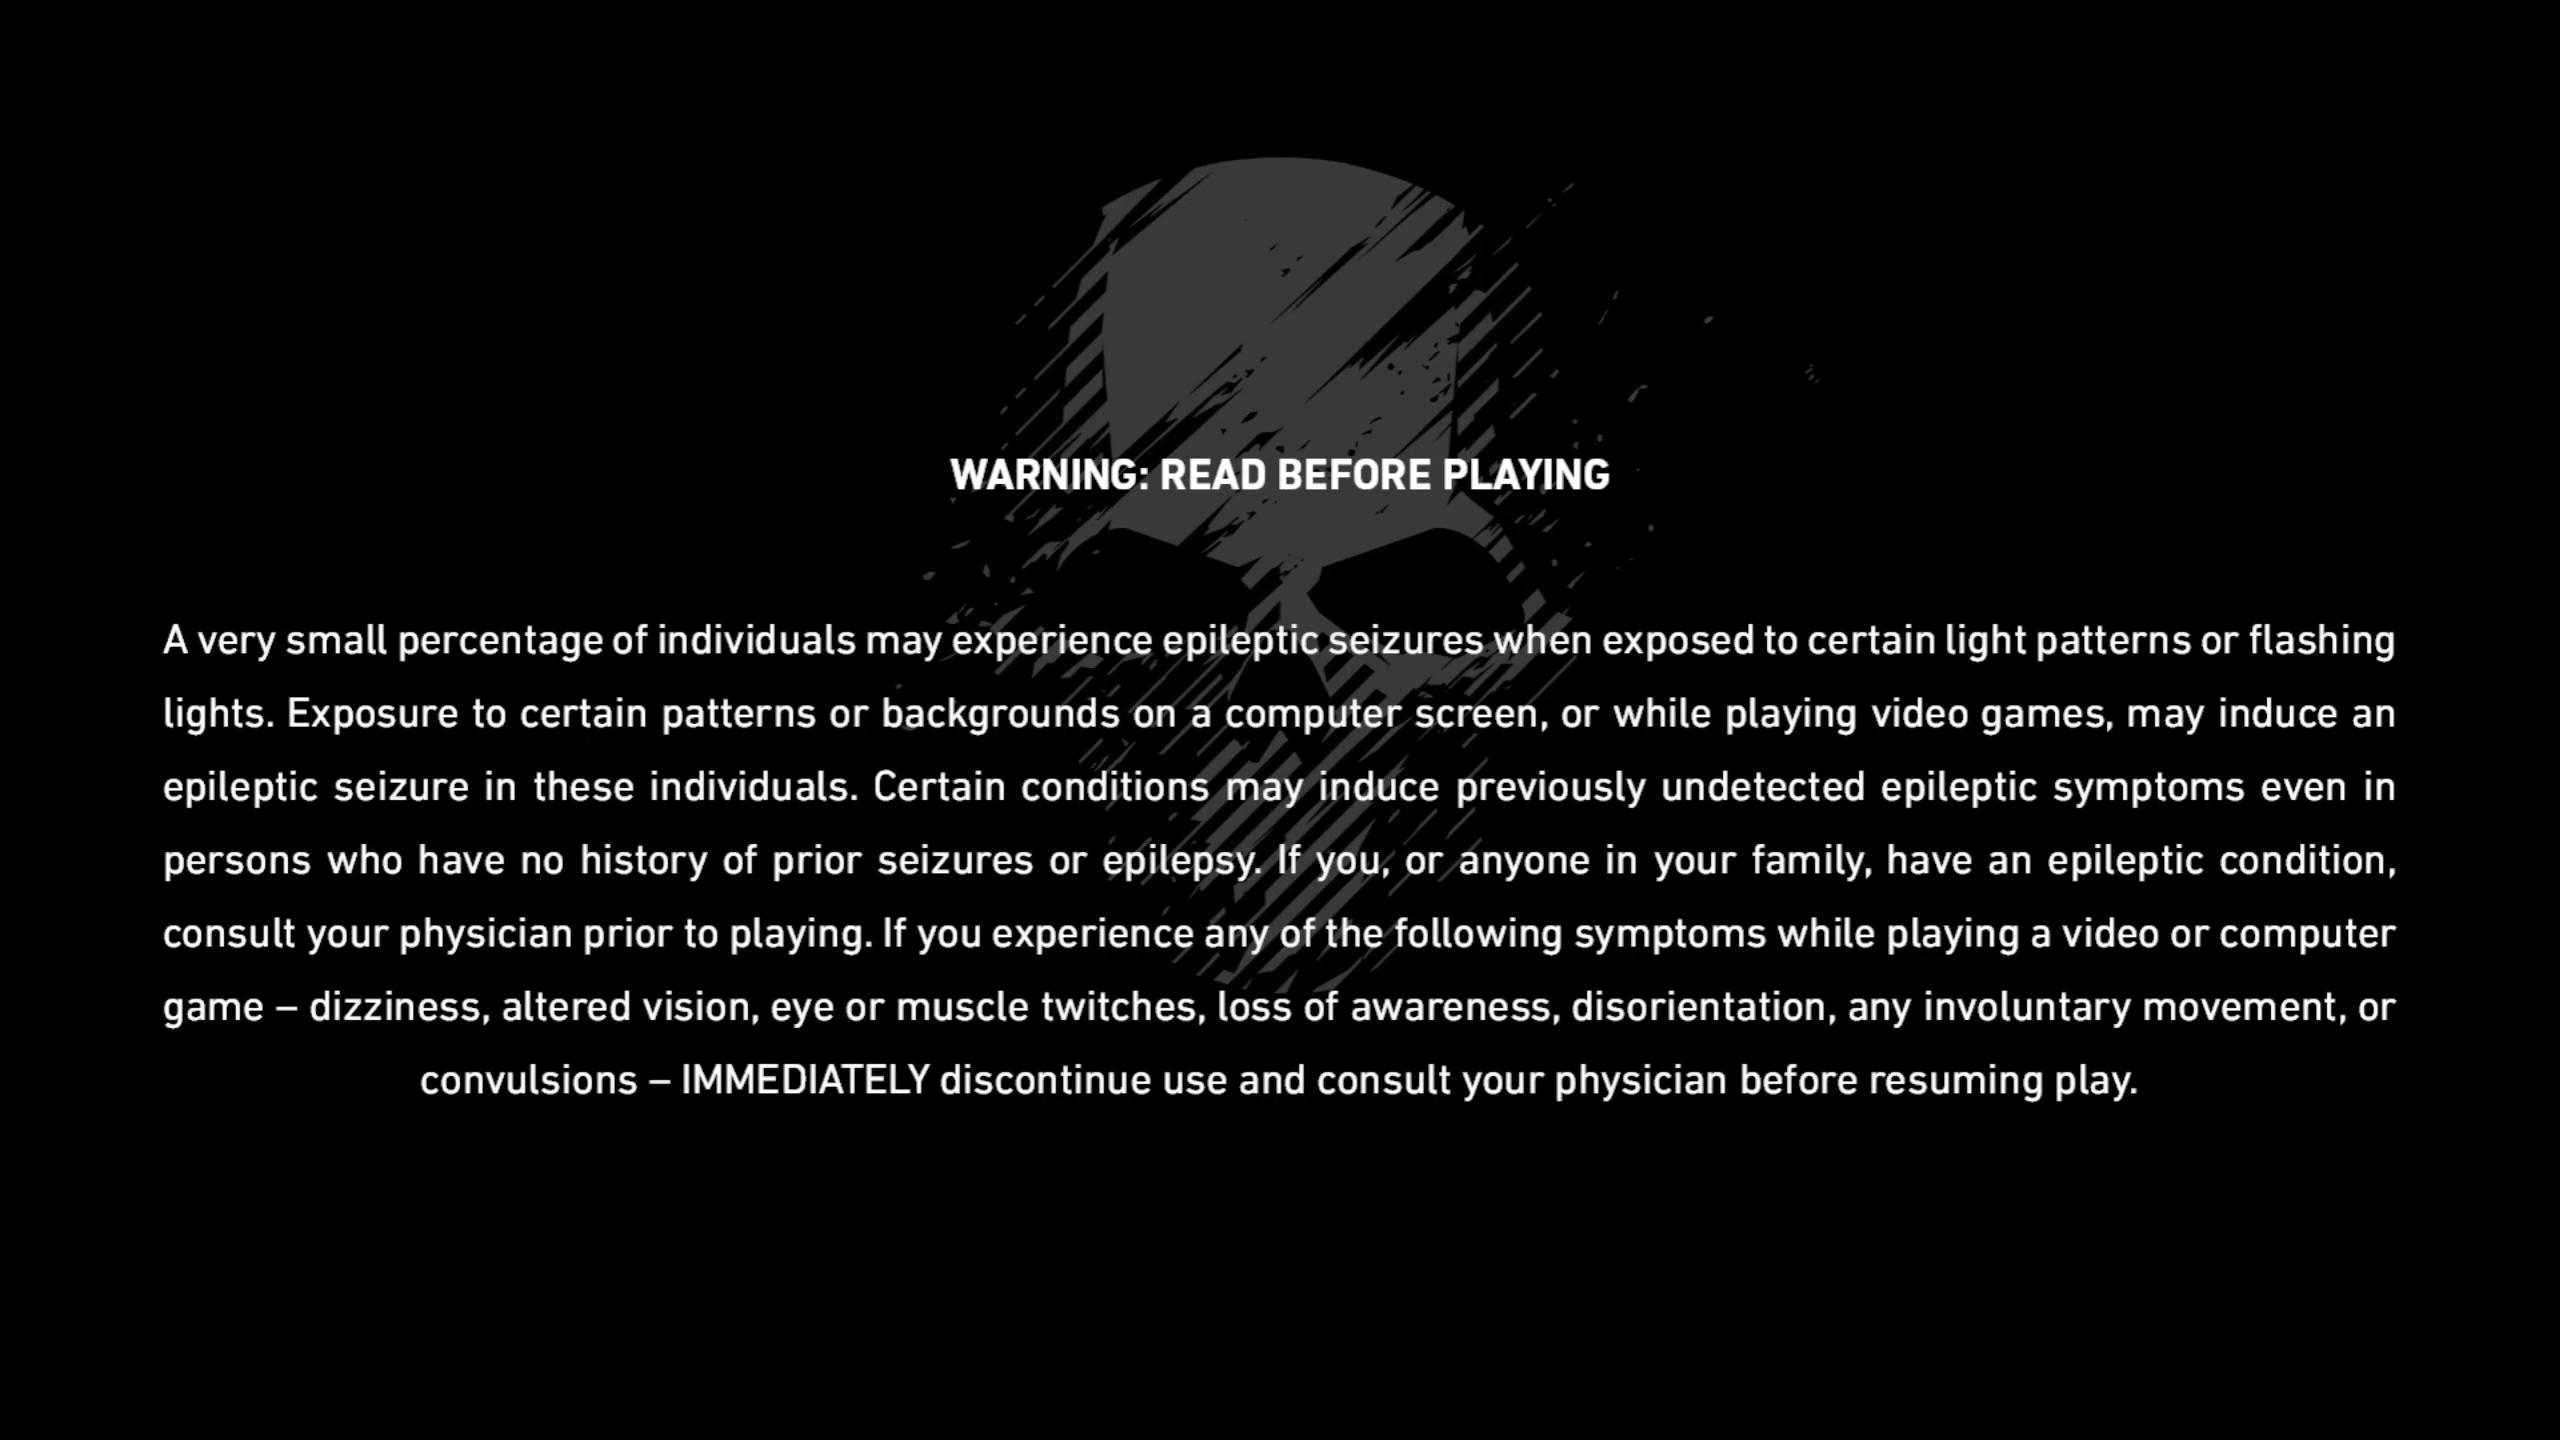 WARNING: READ BEFORE PLAYING
A very small percentage of individuals may experience epileptic seizures when exposed to certain light patterns or flashing
lights. Exposure to certain patterns or backgrounds on a computer screen, or while playing video games, may induce an
epileptic seizure in these individuals. Certain conditions may induce previously undetected epileptic symptoms even in
persons who have no history of prior seizures or epilepsy. If you, or anyone in your family, have an epileptic condition,
consult your physician prior to playing. If you experience any of the following symptoms while playing a video or computer
game – dizziness, altered vision, eye or muscle twitches, loss of awareness, disorientation, any involuntary movement, or
convulsions – IMMEDIATELY discontinue use and consult your physician before resuming play.